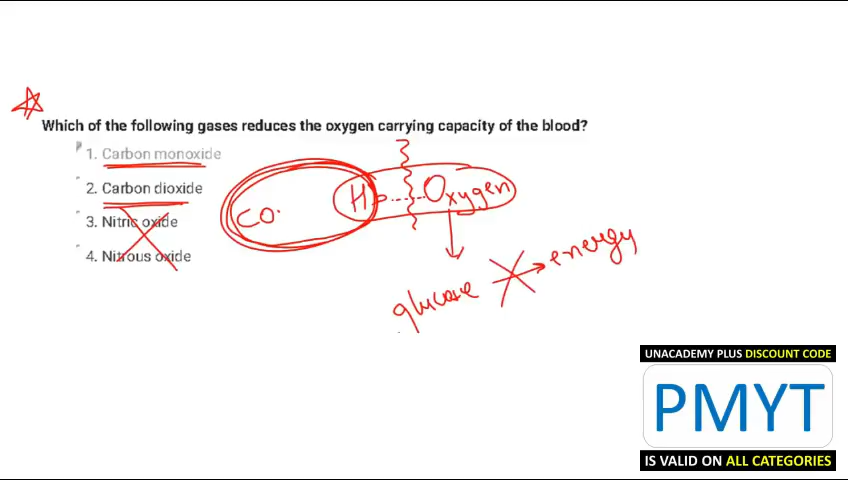 Which of the following gases reduces the oxygen carrying capacity of the blood?
1. Carbon monoxide
2. Carbon dioxide
3. Nitric oxide
4. Nitrous oxide
CO
Hb
Oxygen
glucose
energy
UNACADEMY PLUS DISCOUNT CODE
PMYT
IS VALID ON ALL CATEGORIES